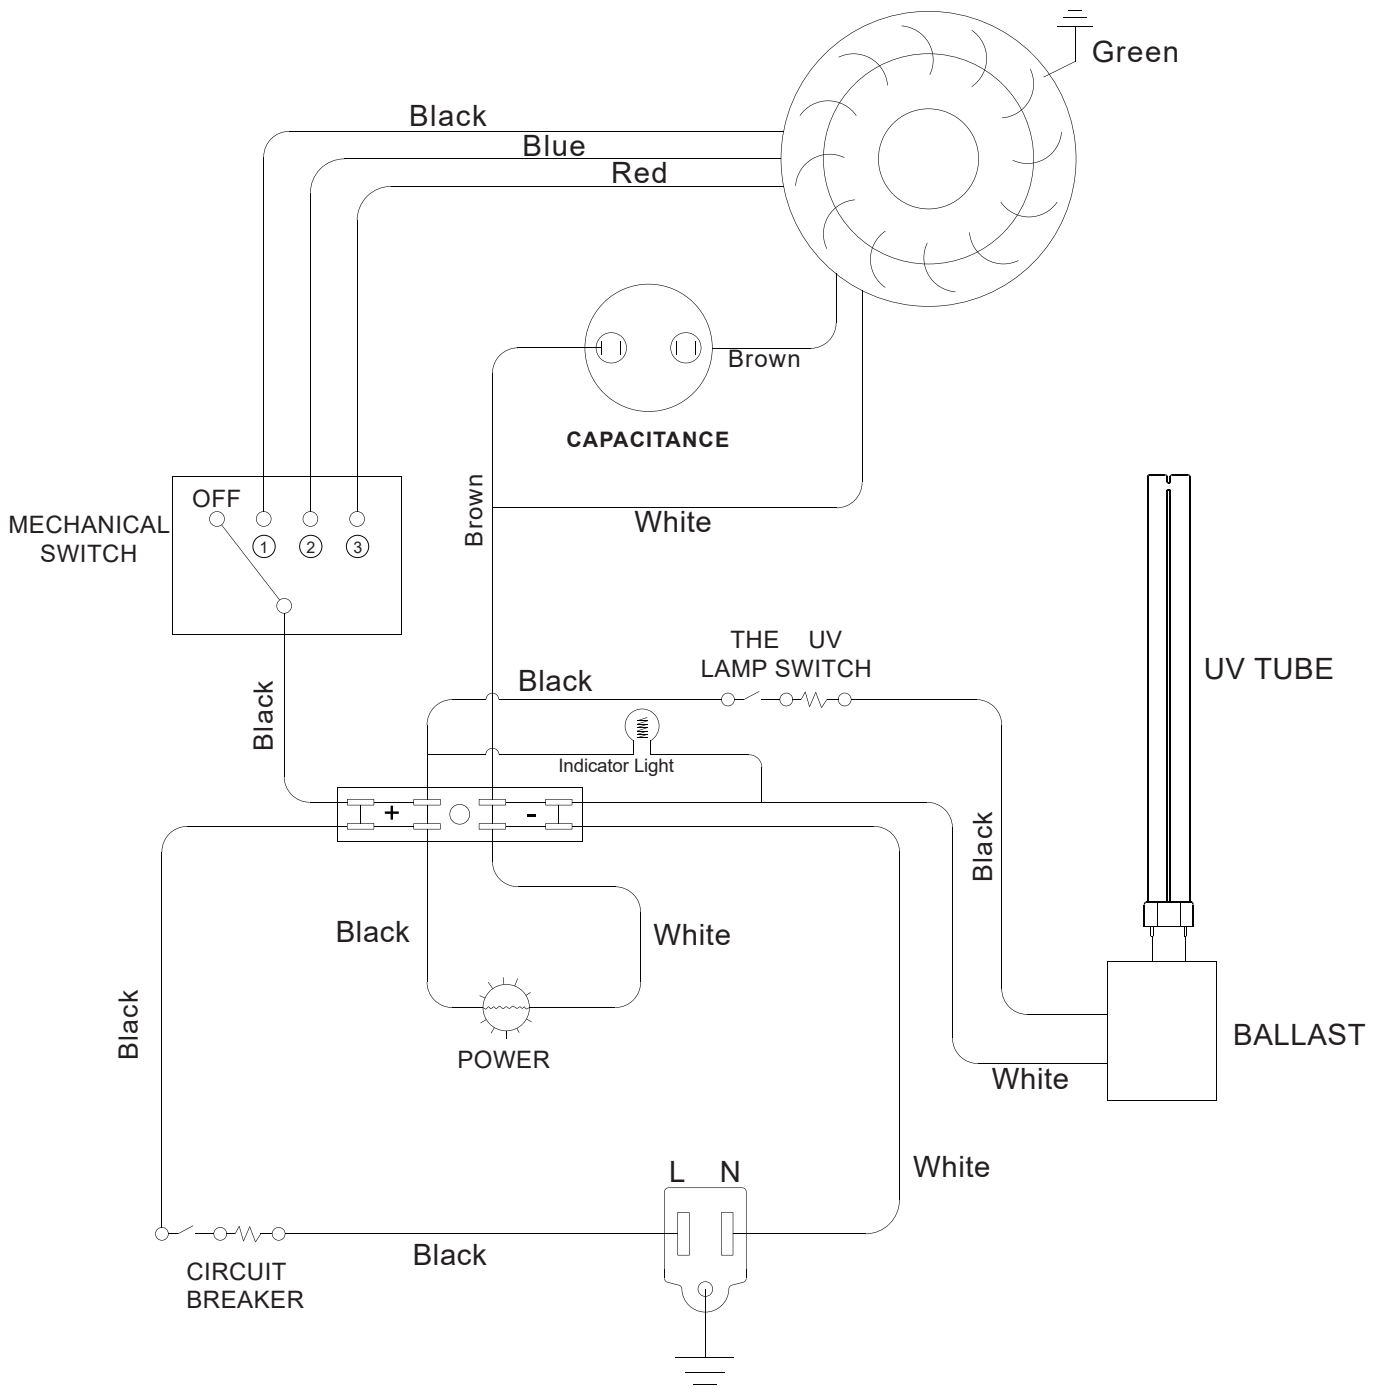 Green
Black
Blue
Red
Brown
CAPACITANCE
Brown
White
OFF
MECHANICAL
SWITCH
1 2 3
THE UV
LAMP SWITCH
UV TUBE
Black
Black
Indicator Light
+ -
Black
Black
White
Black
POWER
BALLAST
White
White
L N
Black
CIRCUIT
BREAKER